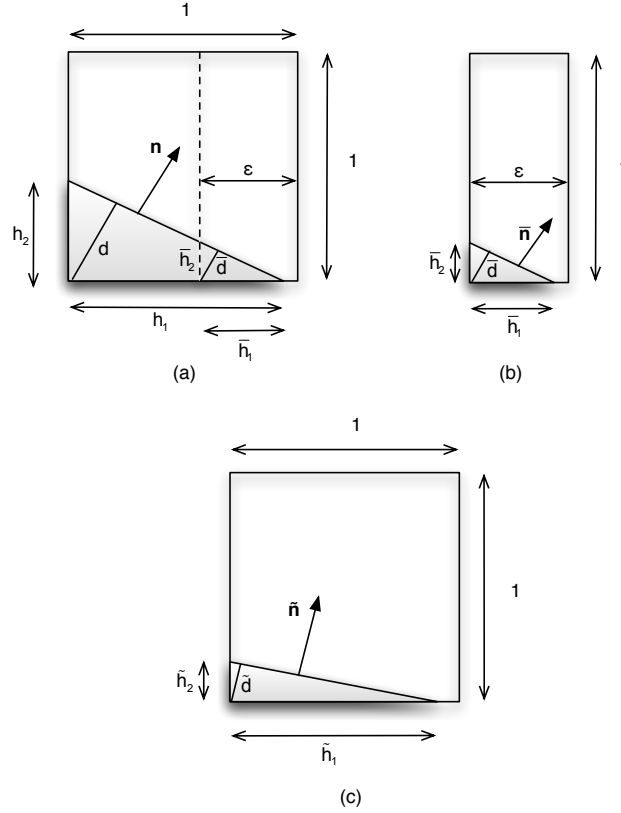 1
n
ε
1
h₂
d
h̅₂
d̅
h₁
h̅₁
(a)
ε
n̅
h̅₂
d̅
h̅₁
(b)
1
ñ
1
h̃₂
d̃
h̃₁
(c)